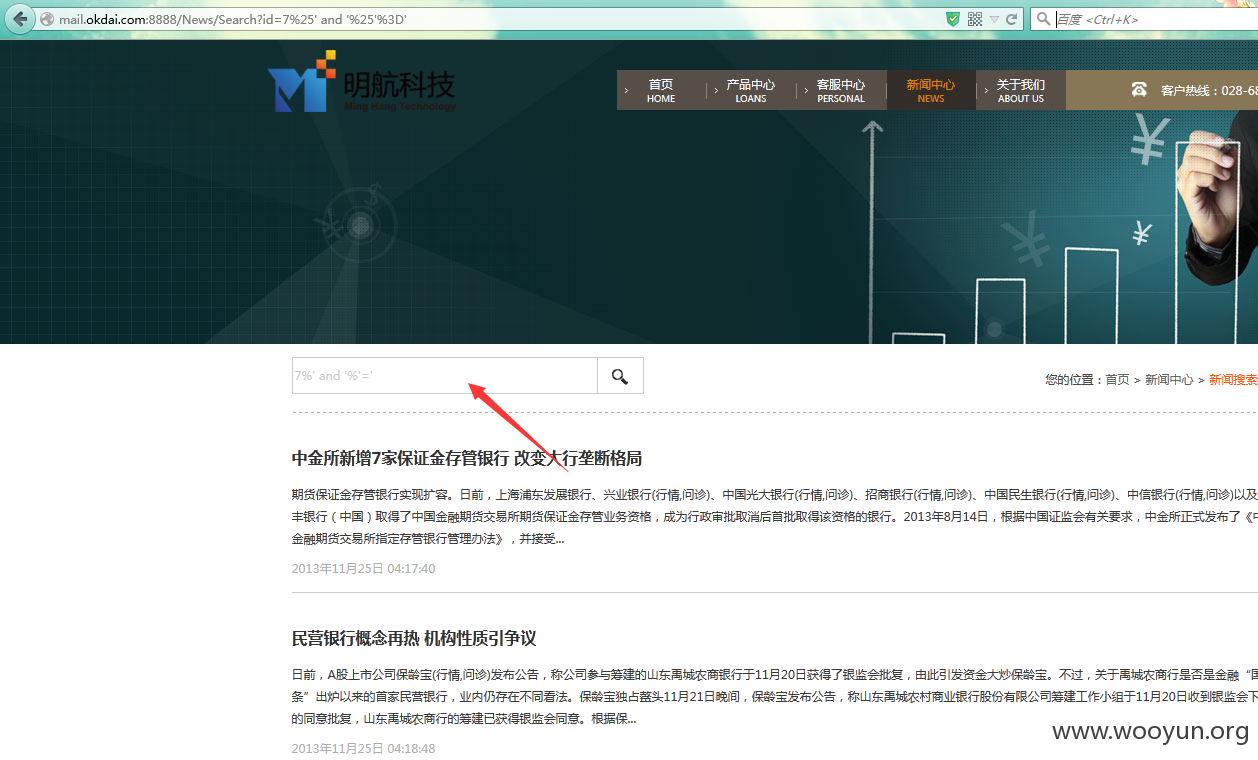 mail.okdai.com:8888/News/Search?id=7%25' and '%25'%3D'
百度 <Ctrl+K>
明航科技
Ming Hang Technology
首页
HOME
产品中心
LOANS
客服中心
PERSONAL
新闻中心
NEWS
关于我们
ABOUT US
客户热线：028-68
7%' and '%'='
您的位置：首页 > 新闻中心 > 新闻搜索
中金所新增7家保证金存管银行 改变大行垄断格局
期货保证金存管银行实现扩容。日前，上海浦东发展银行、兴业银行(行情,问诊)、中国光大银行(行情,问诊)、招商银行(行情,问诊)、中国民生银行(行情,问诊)、中信银行(行情,问诊)以及
丰银行（中国）取得了中国金融期货交易所期货保证金存管业务资格，成为行政审批取消后首批取得该资格的银行。2013年8月14日，根据中国证监会有关要求，中金所正式发布了《中
金融期货交易所指定存管银行管理办法》，并接受...
2013年11月25日 04:17:40
民营银行概念再热 机构性质引争议
日前，A股上市公司保龄宝(行情,问诊)发布公告，称公司参与筹建的山东禹城农商银行于11月20日获得了银监会批复，由此引发资金大炒保龄宝。不过，关于禹城农商行是否是金融“国
条”出炉以来的首家民营银行，业内仍存在不同看法。保龄宝独占鳌头11月21日晚间，保龄宝发布公告，称山东禹城农村商业银行股份有限公司筹建工作小组于11月20日收到银监会下
的同意批复，山东禹城农商行的筹建已获得银监会同意。根据保...
2013年11月25日 04:18:48
www.wooyun.org